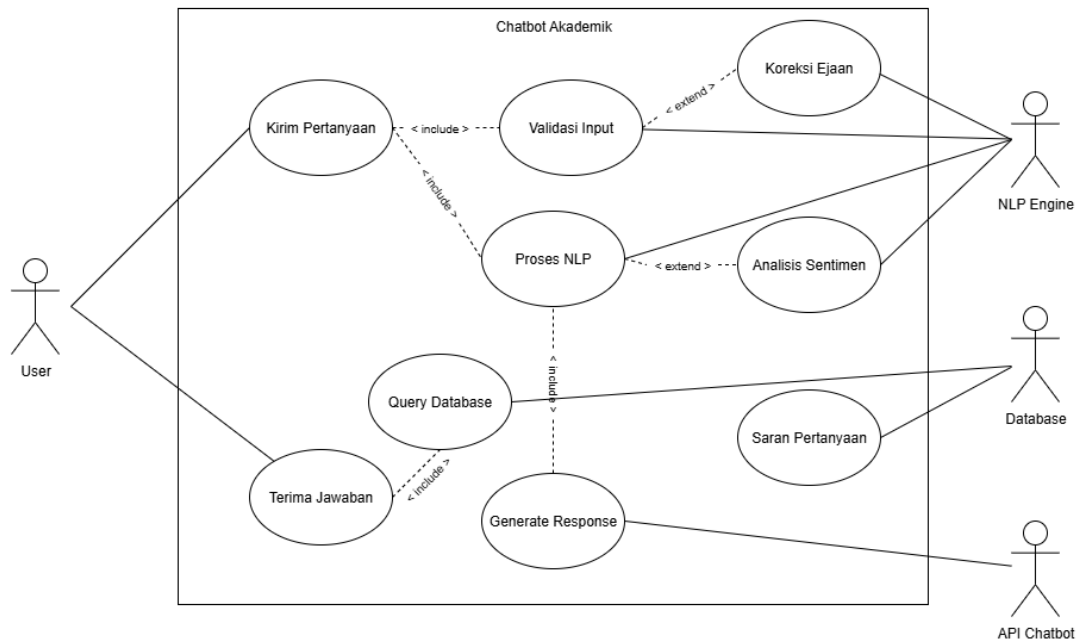 Chatbot Akademik
Koreksi Ejaan
Kirim Pertanyaan
< include >
Validasi Input
< extend >
NLP Engine
< include >
Proses NLP
< extend >
Analisis Sentimen
User
< include >
Query Database
Database
Saran Pertanyaan
Terima Jawaban
< include >
Generate Response
API Chatbot